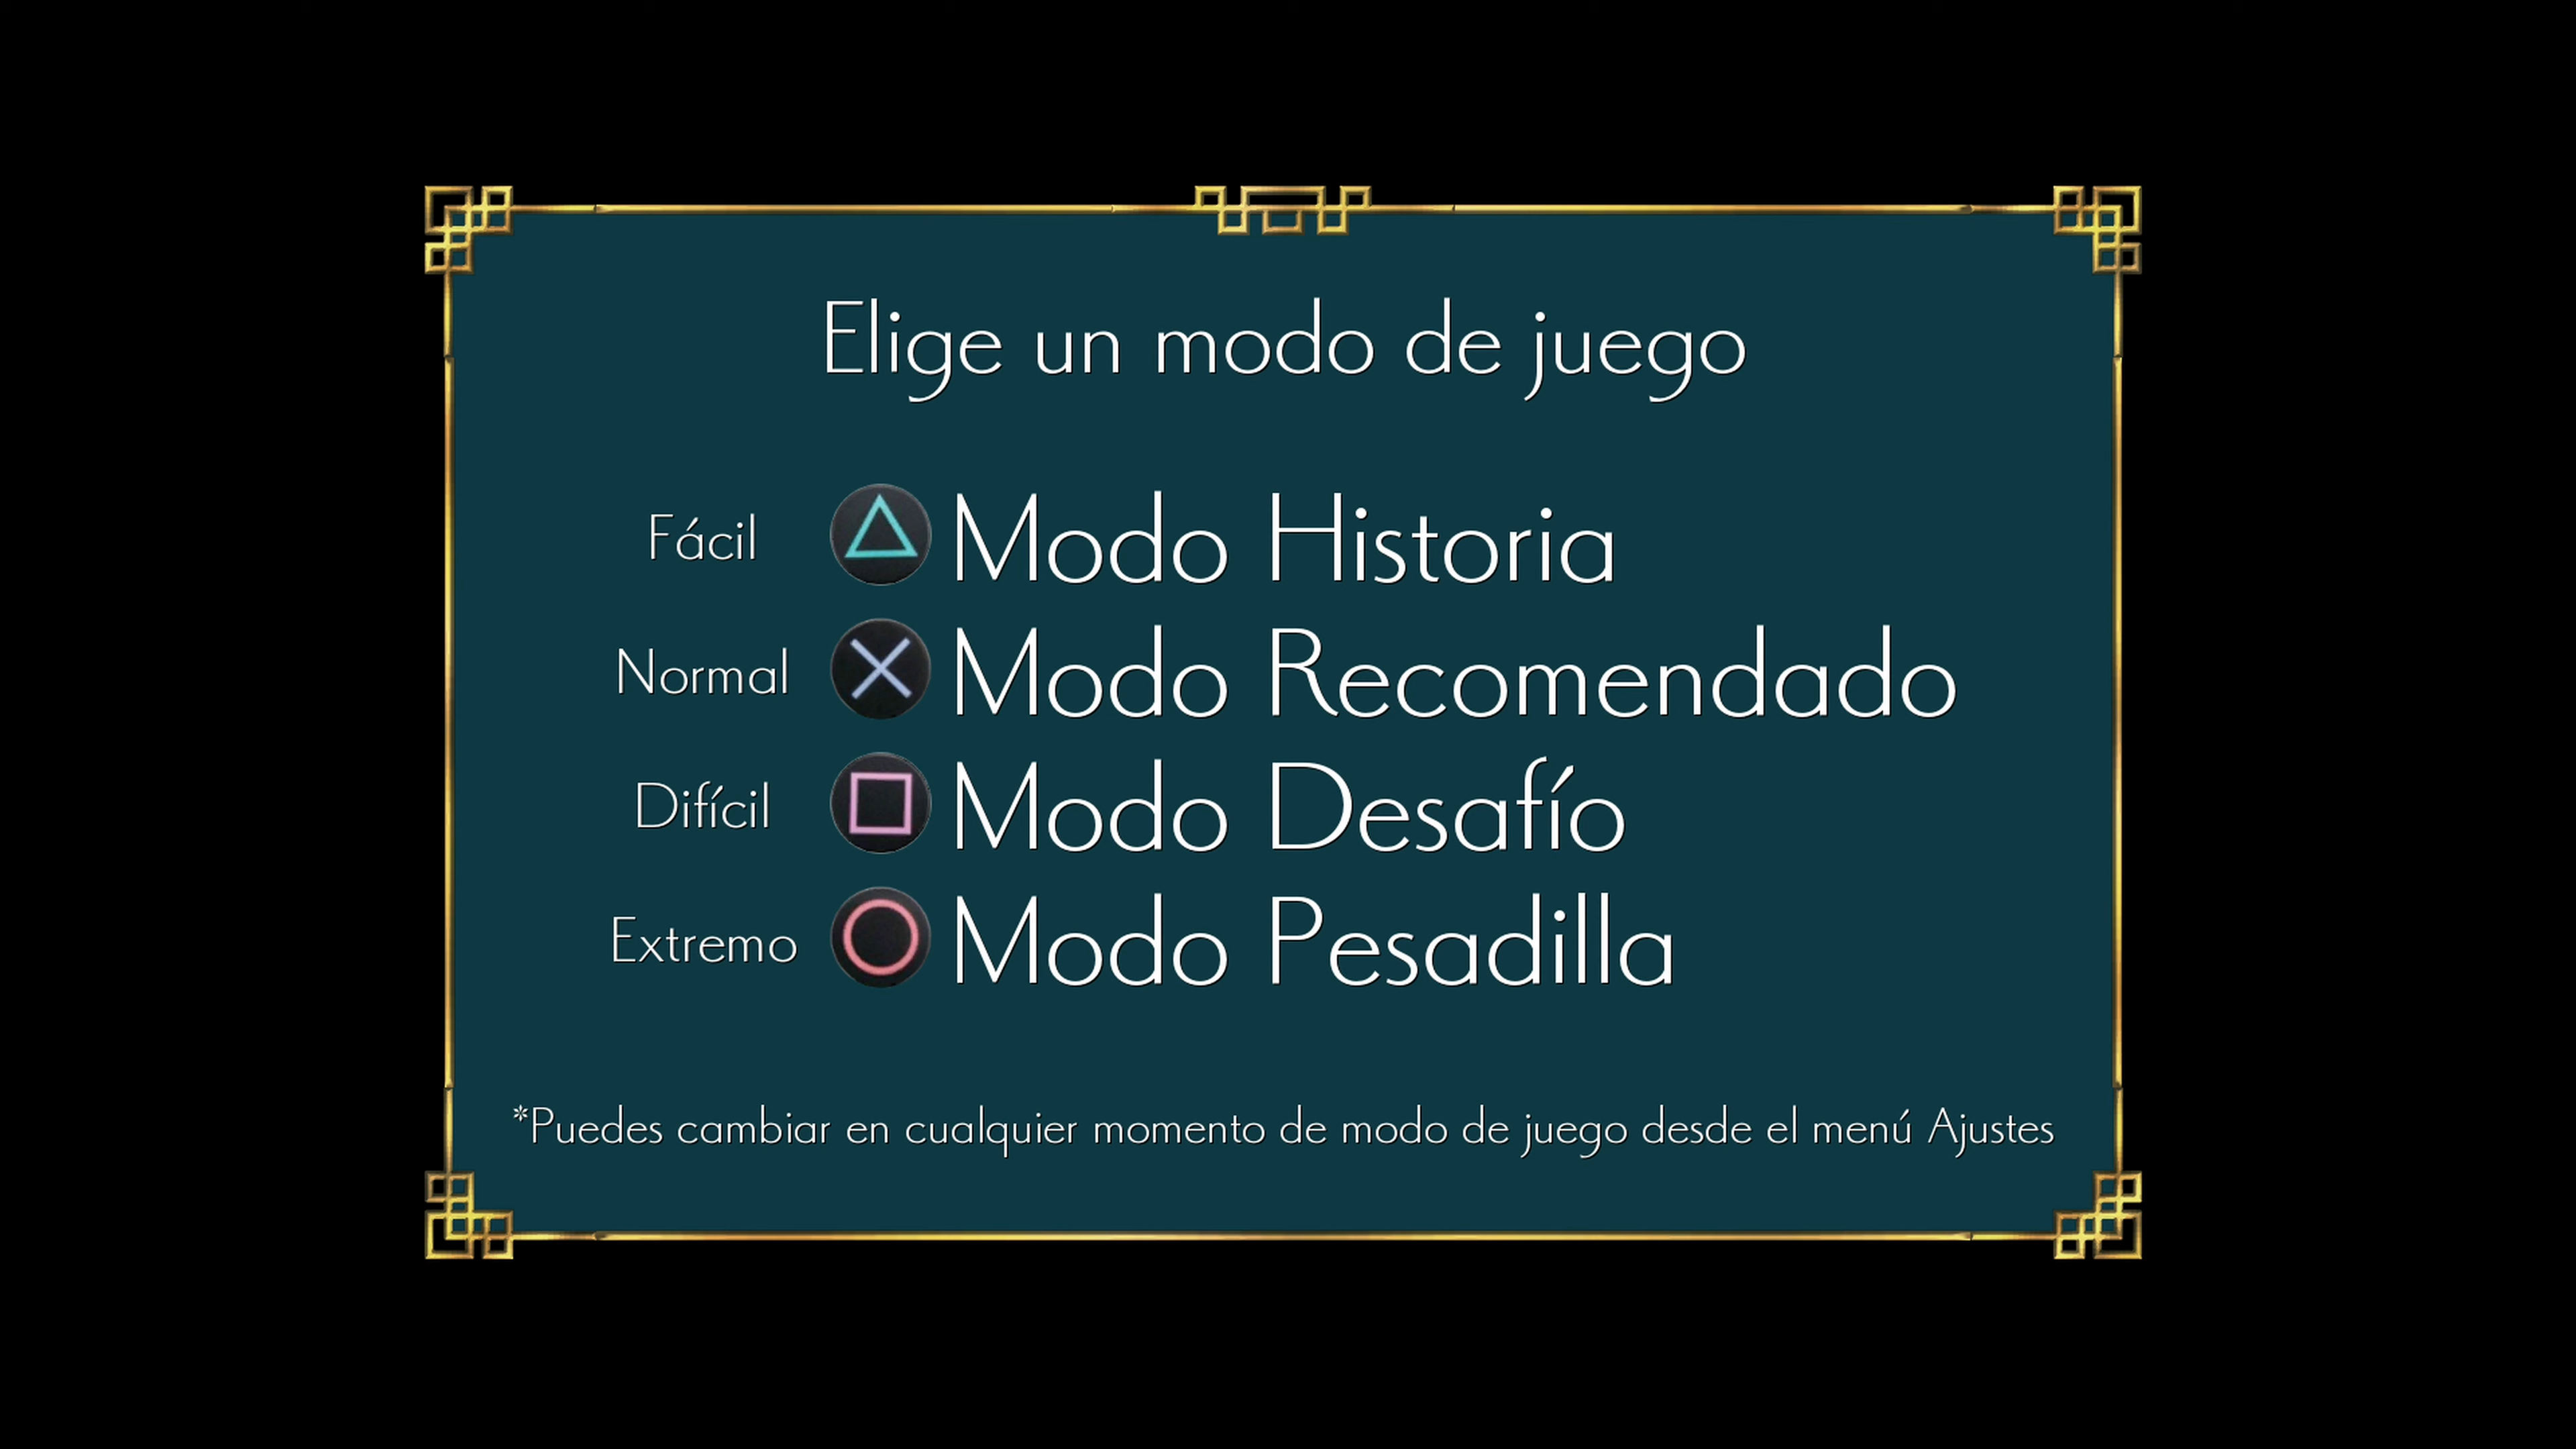 Elige un modo de juego
Fácil Modo Historia
Normal Modo Recomendado
Difícil Modo Desafío
Extremo Modo Pesadilla
*Puedes cambiar en cualquier momento de modo de juego desde el menú Ajustes